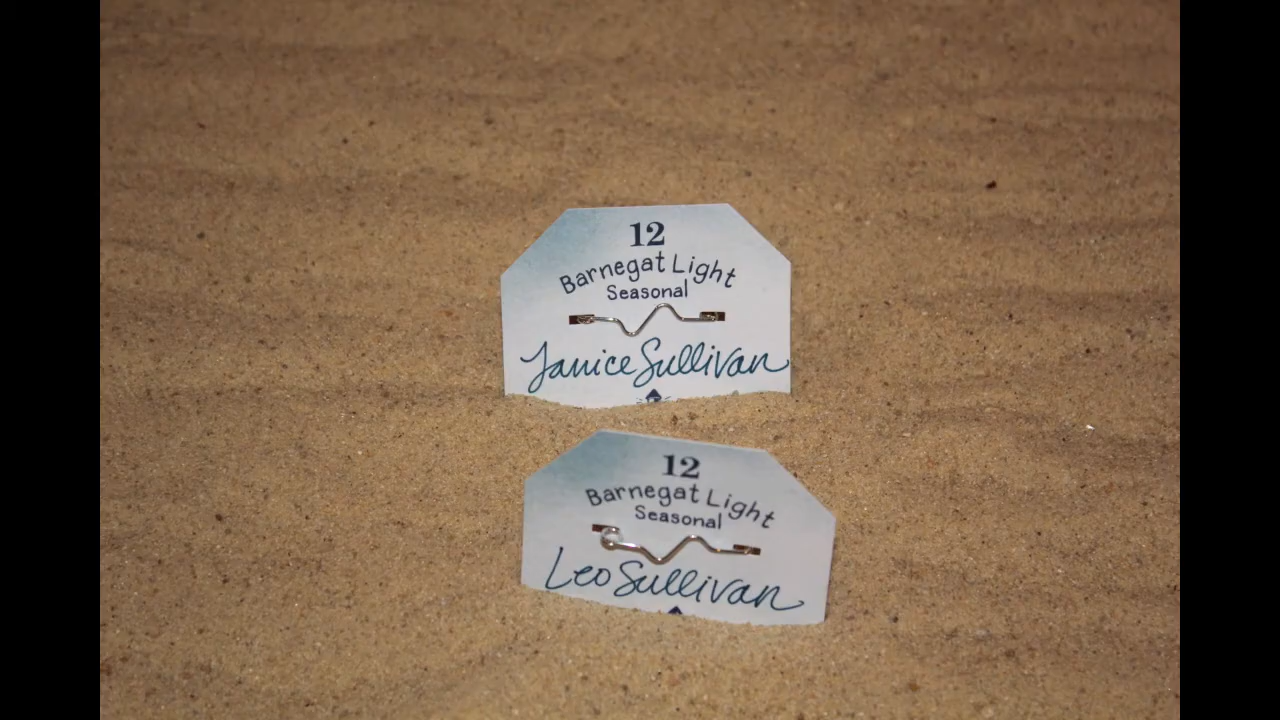 12
Barnegat Light
Seasonal
Janice Sullivan
12
Barnegat Light
Seasonal
Leo Sullivan